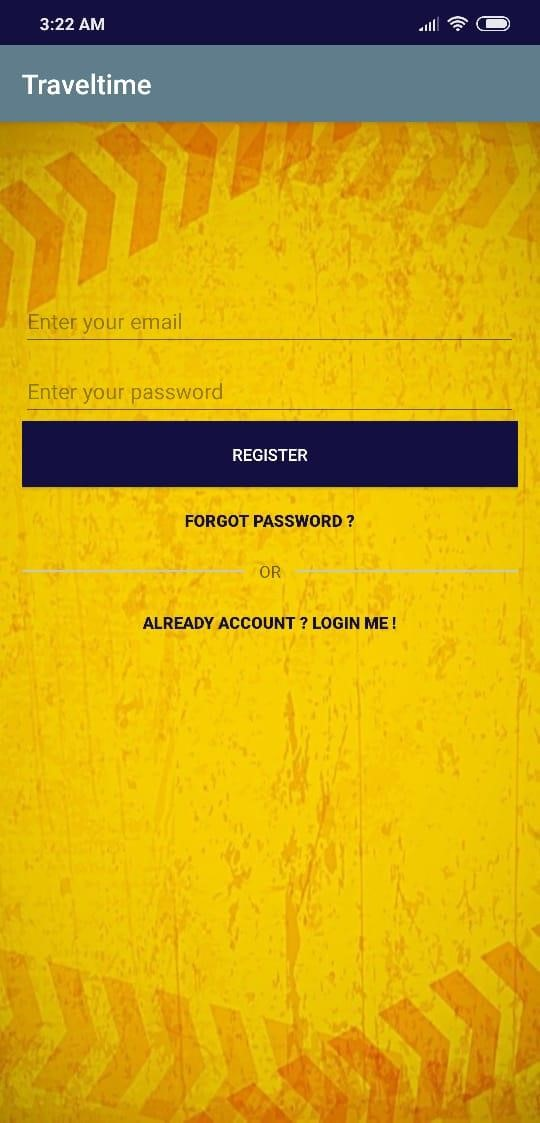 3:22 AM
Traveltime
Enter your email
Enter your password
REGISTER
FORGOT PASSWORD ?
OR
ALREADY ACCOUNT ? LOGIN ME !